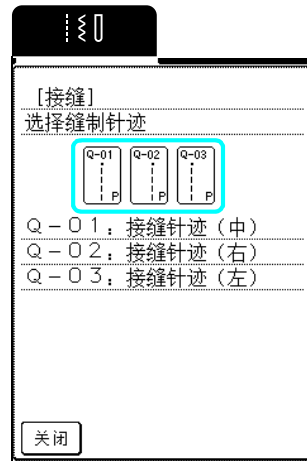 [接缝]
选择缝制针迹
Q-01 Q-02 Q-03
P P P
Q－０１：接缝针迹（中）
Q－０２：接缝针迹（右）
Q－０３：接缝针迹（左）
关闭